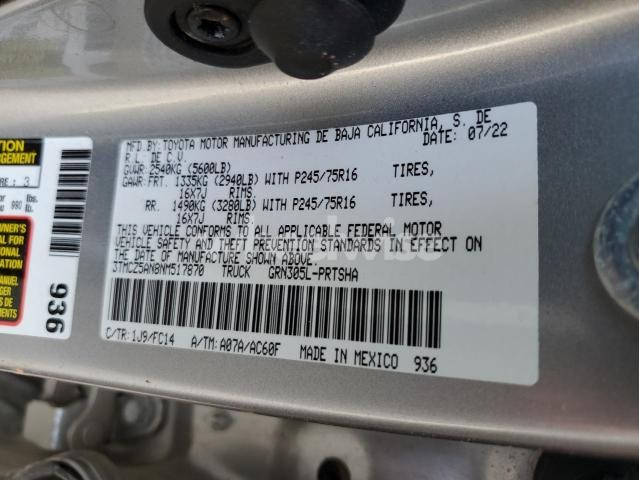 MFD.BY:TOYOTA MOTOR MANUFACTURING DE BAJA CALIFORNIA, S. DE
R.L. DE C.V. DATE: 07/22
GVWR: 2540KG (5600LB)
GAWR:FRT. 1335KG (2940LB) WITH P245/75R16 TIRES,
16X7J RIMS,
RR. 1490KG (3280LB) WITH P245/75R16 TIRES,
16X7J RIMS,
THIS VEHICLE CONFORMS TO ALL APPLICABLE FEDERAL MOTOR
VEHICLE SAFETY AND THEFT PREVENTION STANDARDS IN EFFECT ON
THE DATE OF MANUFACTURE SHOWN ABOVE.
3TMCZ5AN8NM517870 TRUCK GRN305L-PRTSHA
C/TR:1J9/FC14 A/TM:A07A/AC60F MADE IN MEXICO 936
936
: 3
990 lbs.